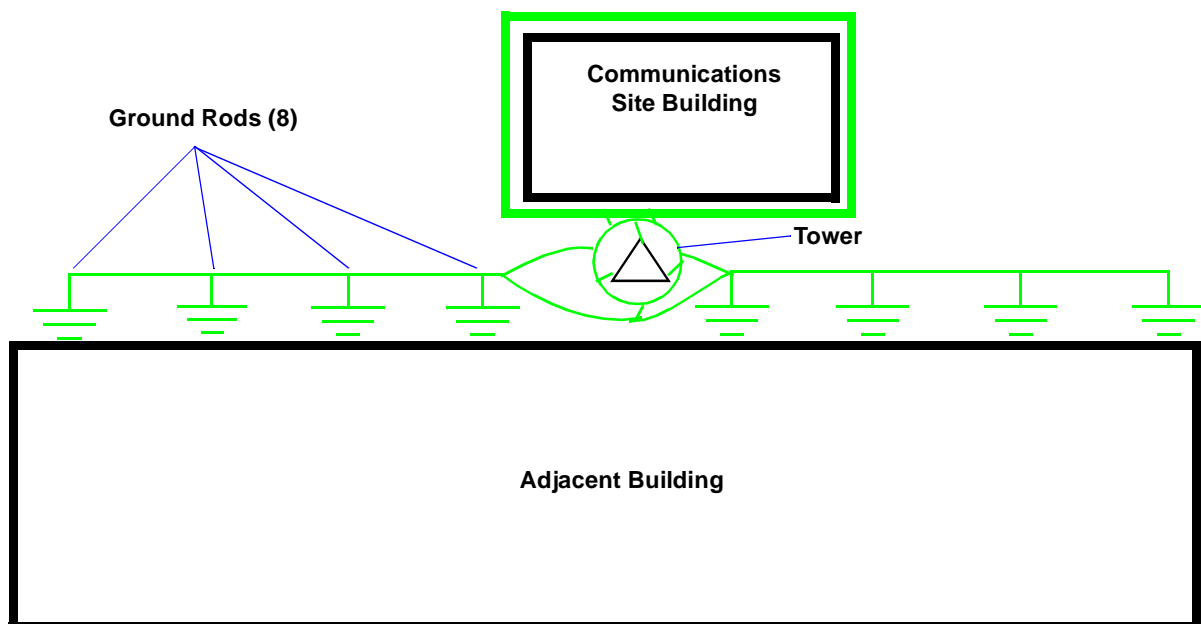 Communications
Site Building
Ground Rods (8)
Tower
Adjacent Building